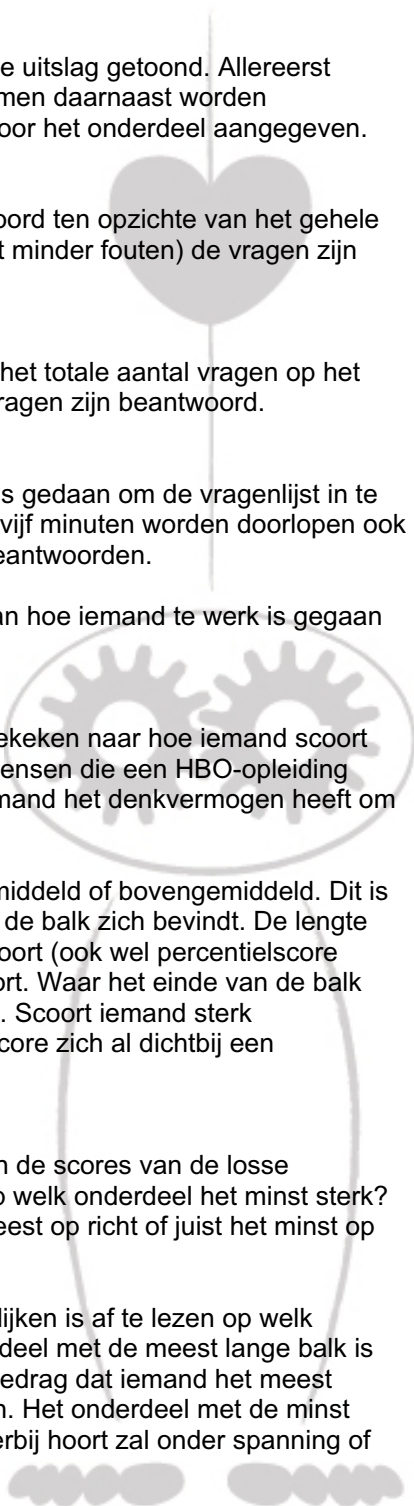 e uitslag getoond. Allereerst
men daarnaast worden
oor het onderdeel aangegeven.
oord ten opzichte van het gehele
t minder fouten) de vragen zijn
het totale aantal vragen op het
ragen zijn beantwoord.
s gedaan om de vragenlijst in te
vijf minuten worden doorlopen ook
eantwoorden.
an hoe iemand te werk is gegaan
ekeken naar hoe iemand scoort
ensen die een HBO-opleiding
mand het denkvermogen heeft om
middeld of bovengemiddeld. Dit is
de balk zich bevindt. De lengte
oort (ook wel percentielscore
ort. Waar het einde van de balk
. Scoort iemand sterk
core zich al dichtbij een
n de scores van de losse
o welk onderdeel het minst sterk?
eest op richt of juist het minst op
lijken is af te lezen op welk
deel met de meest lange balk is
edrag dat iemand het meest
n. Het onderdeel met de minst
erbij hoort zal onder spanning of